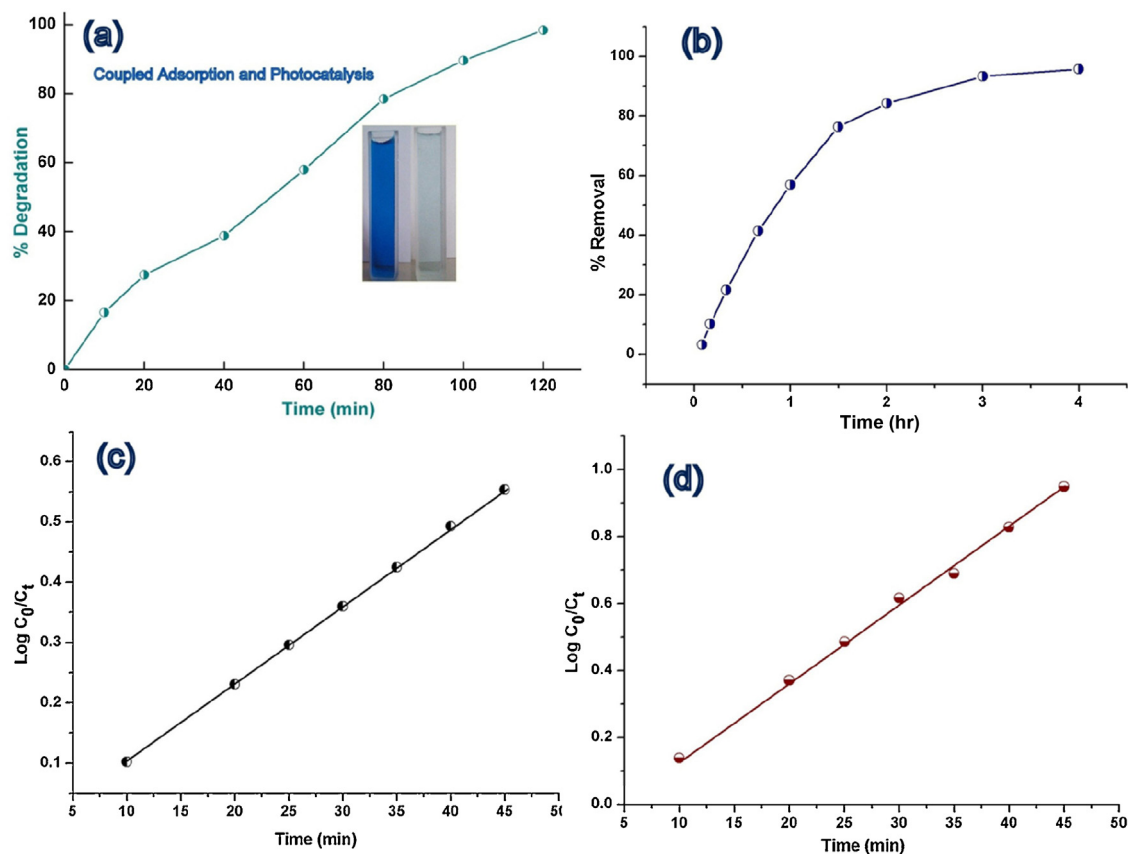 (a)
Coupled Adsorption and Photocatalysis
% Degradation
100
80
60
40
20
0
0 20 40 60 80 100 120
Time (min)
(b)
% Removal
100
80
60
40
20
0
0 1 2 3 4
Time (hr)
(c)
Log C₀/Cₜ
0.6
0.5
0.4
0.3
0.2
0.1
5 10 15 20 25 30 35 40 45 50
Time (min)
(d)
Log C₀/Cₜ
1.0
0.8
0.6
0.4
0.2
0.0
5 10 15 20 25 30 35 40 45 50
Time (min)